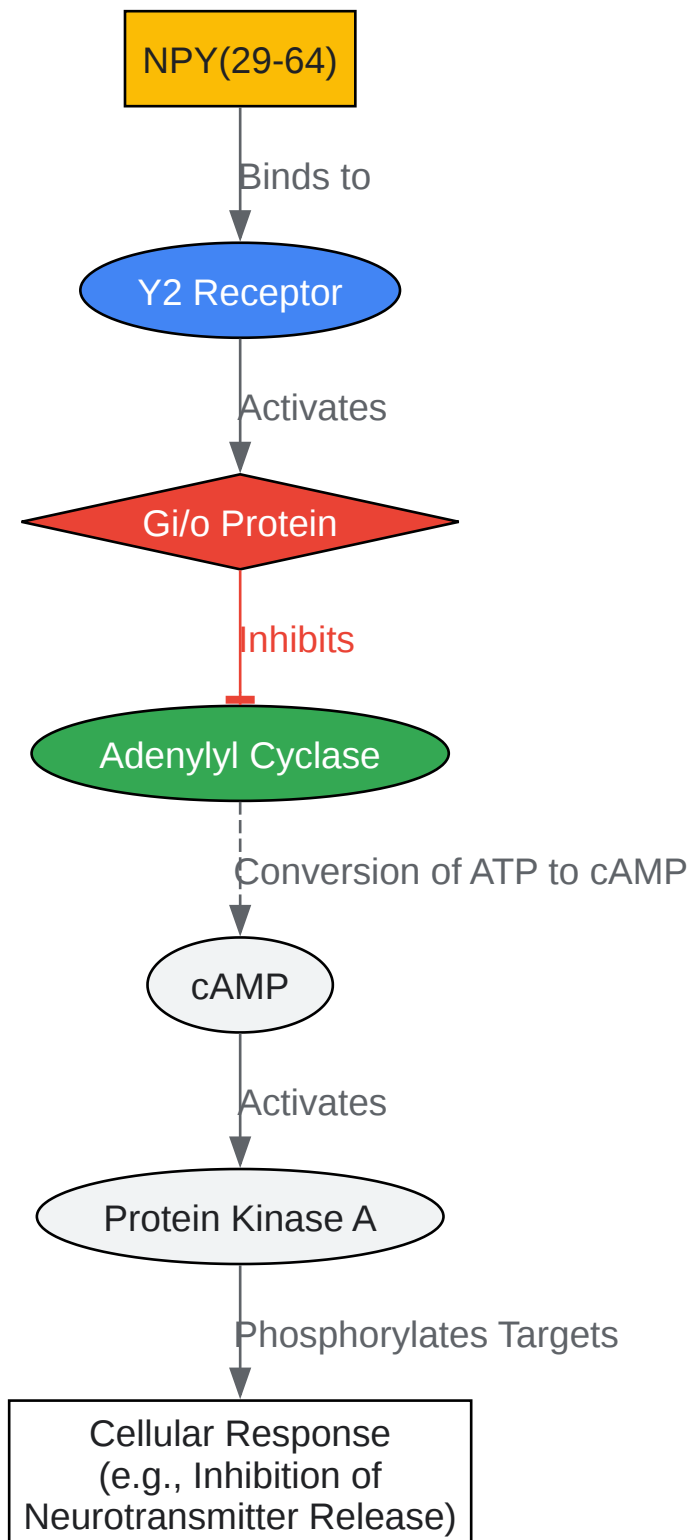 NPY(29-64)
Binds to
Y2 Receptor
Activates
Gi/o Protein
Inhibits
Adenylyl Cyclase
Conversion of ATP to cAMP
cAMP
Activates
Protein Kinase A
Phosphorylates Targets
Cellular Response
(e.g., Inhibition of
Neurotransmitter Release)